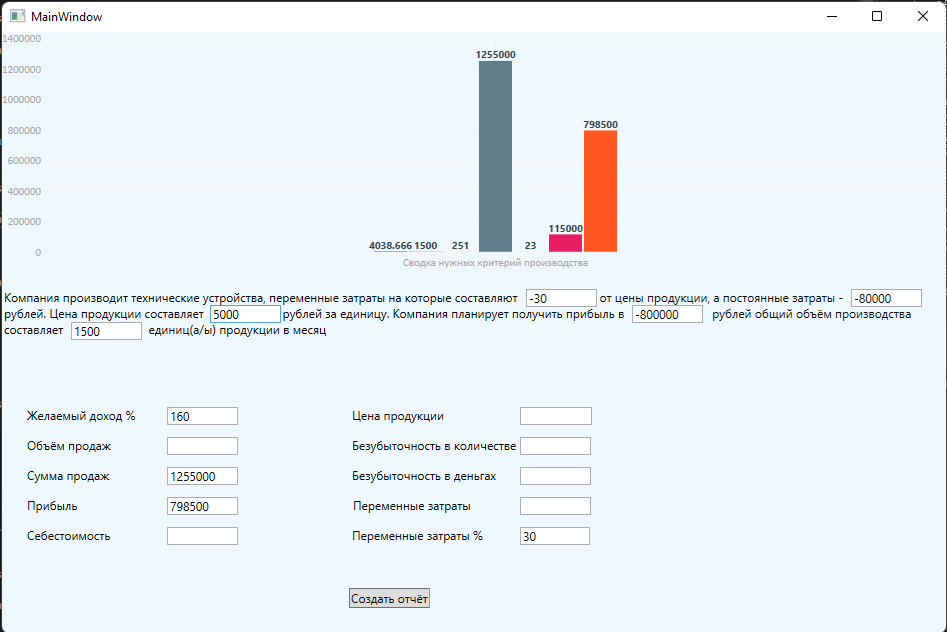 MainWindow
1400000
1200000
1000000
800000
600000
400000
200000
0
4038.666 1500 251 1255000 23 115000 798500
Сводка нужных критерий производства
Компания производит технические устройства, переменные затраты на которые составляют -30 от цены продукции, а постоянные затраты - -80000
рублей. Цена продукции составляет 5000 рублей за единицу. Компания планирует получить прибыль в -800000 рублей общий объём производства
составляет 1500 единиц(а/ы) продукции в месяц
Желаемый доход % 160 Цена продукции
Объём продаж Безубыточность в количестве
Сумма продаж 1255000 Безубыточность в деньгах
Прибыль 798500 Переменные затраты
Себестоимость Переменные затраты % 30
Создать отчёт